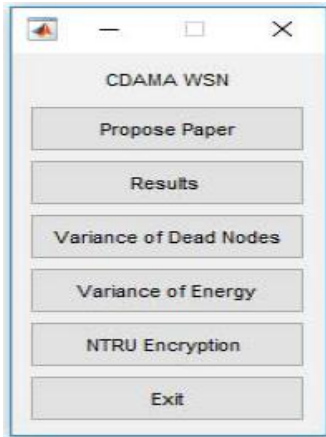 CDAMA WSN
Propose Paper
Results
Variance of Dead Nodes
Variance of Energy
NTRU Encryption
Exit